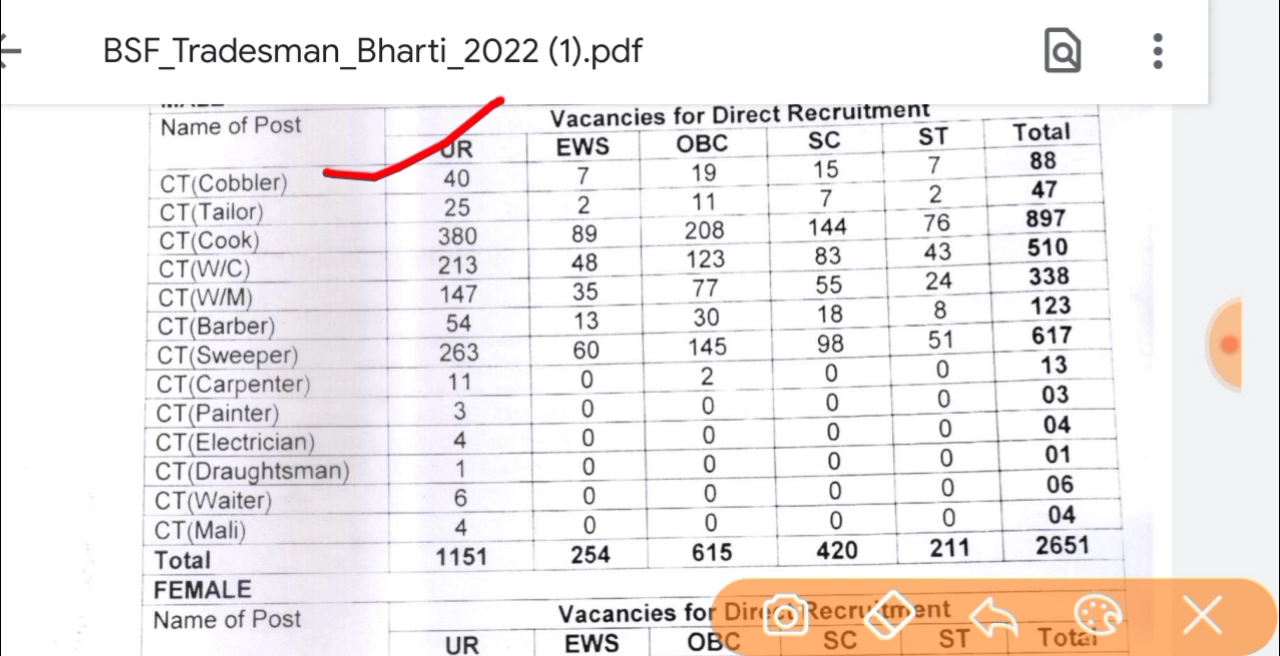 BSF_Tradesman_Bharti_2022 (1).pdf
Name of Post Vacancies for Direct Recruitment
UR EWS OBC SC ST Total
CT(Cobbler) 40 7 19 15 7 88
CT(Tailor) 25 2 11 7 2 47
CT(Cook) 380 89 208 144 76 897
CT(W/C) 213 48 123 83 43 510
CT(W/M) 147 35 77 55 24 338
CT(Barber) 54 13 30 18 8 123
CT(Sweeper) 263 60 145 98 51 617
CT(Carpenter) 11 0 2 0 0 13
CT(Painter) 3 0 0 0 0 03
CT(Electrician) 4 0 0 0 0 04
CT(Draughtsman) 1 0 0 0 0 01
CT(Waiter) 6 0 0 0 0 06
CT(Mali) 4 0 0 0 0 04
Total 1151 254 615 420 211 2651
FEMALE
Name of Post Vacancies for Direct Recruitment
UR EWS OBC SC ST Total